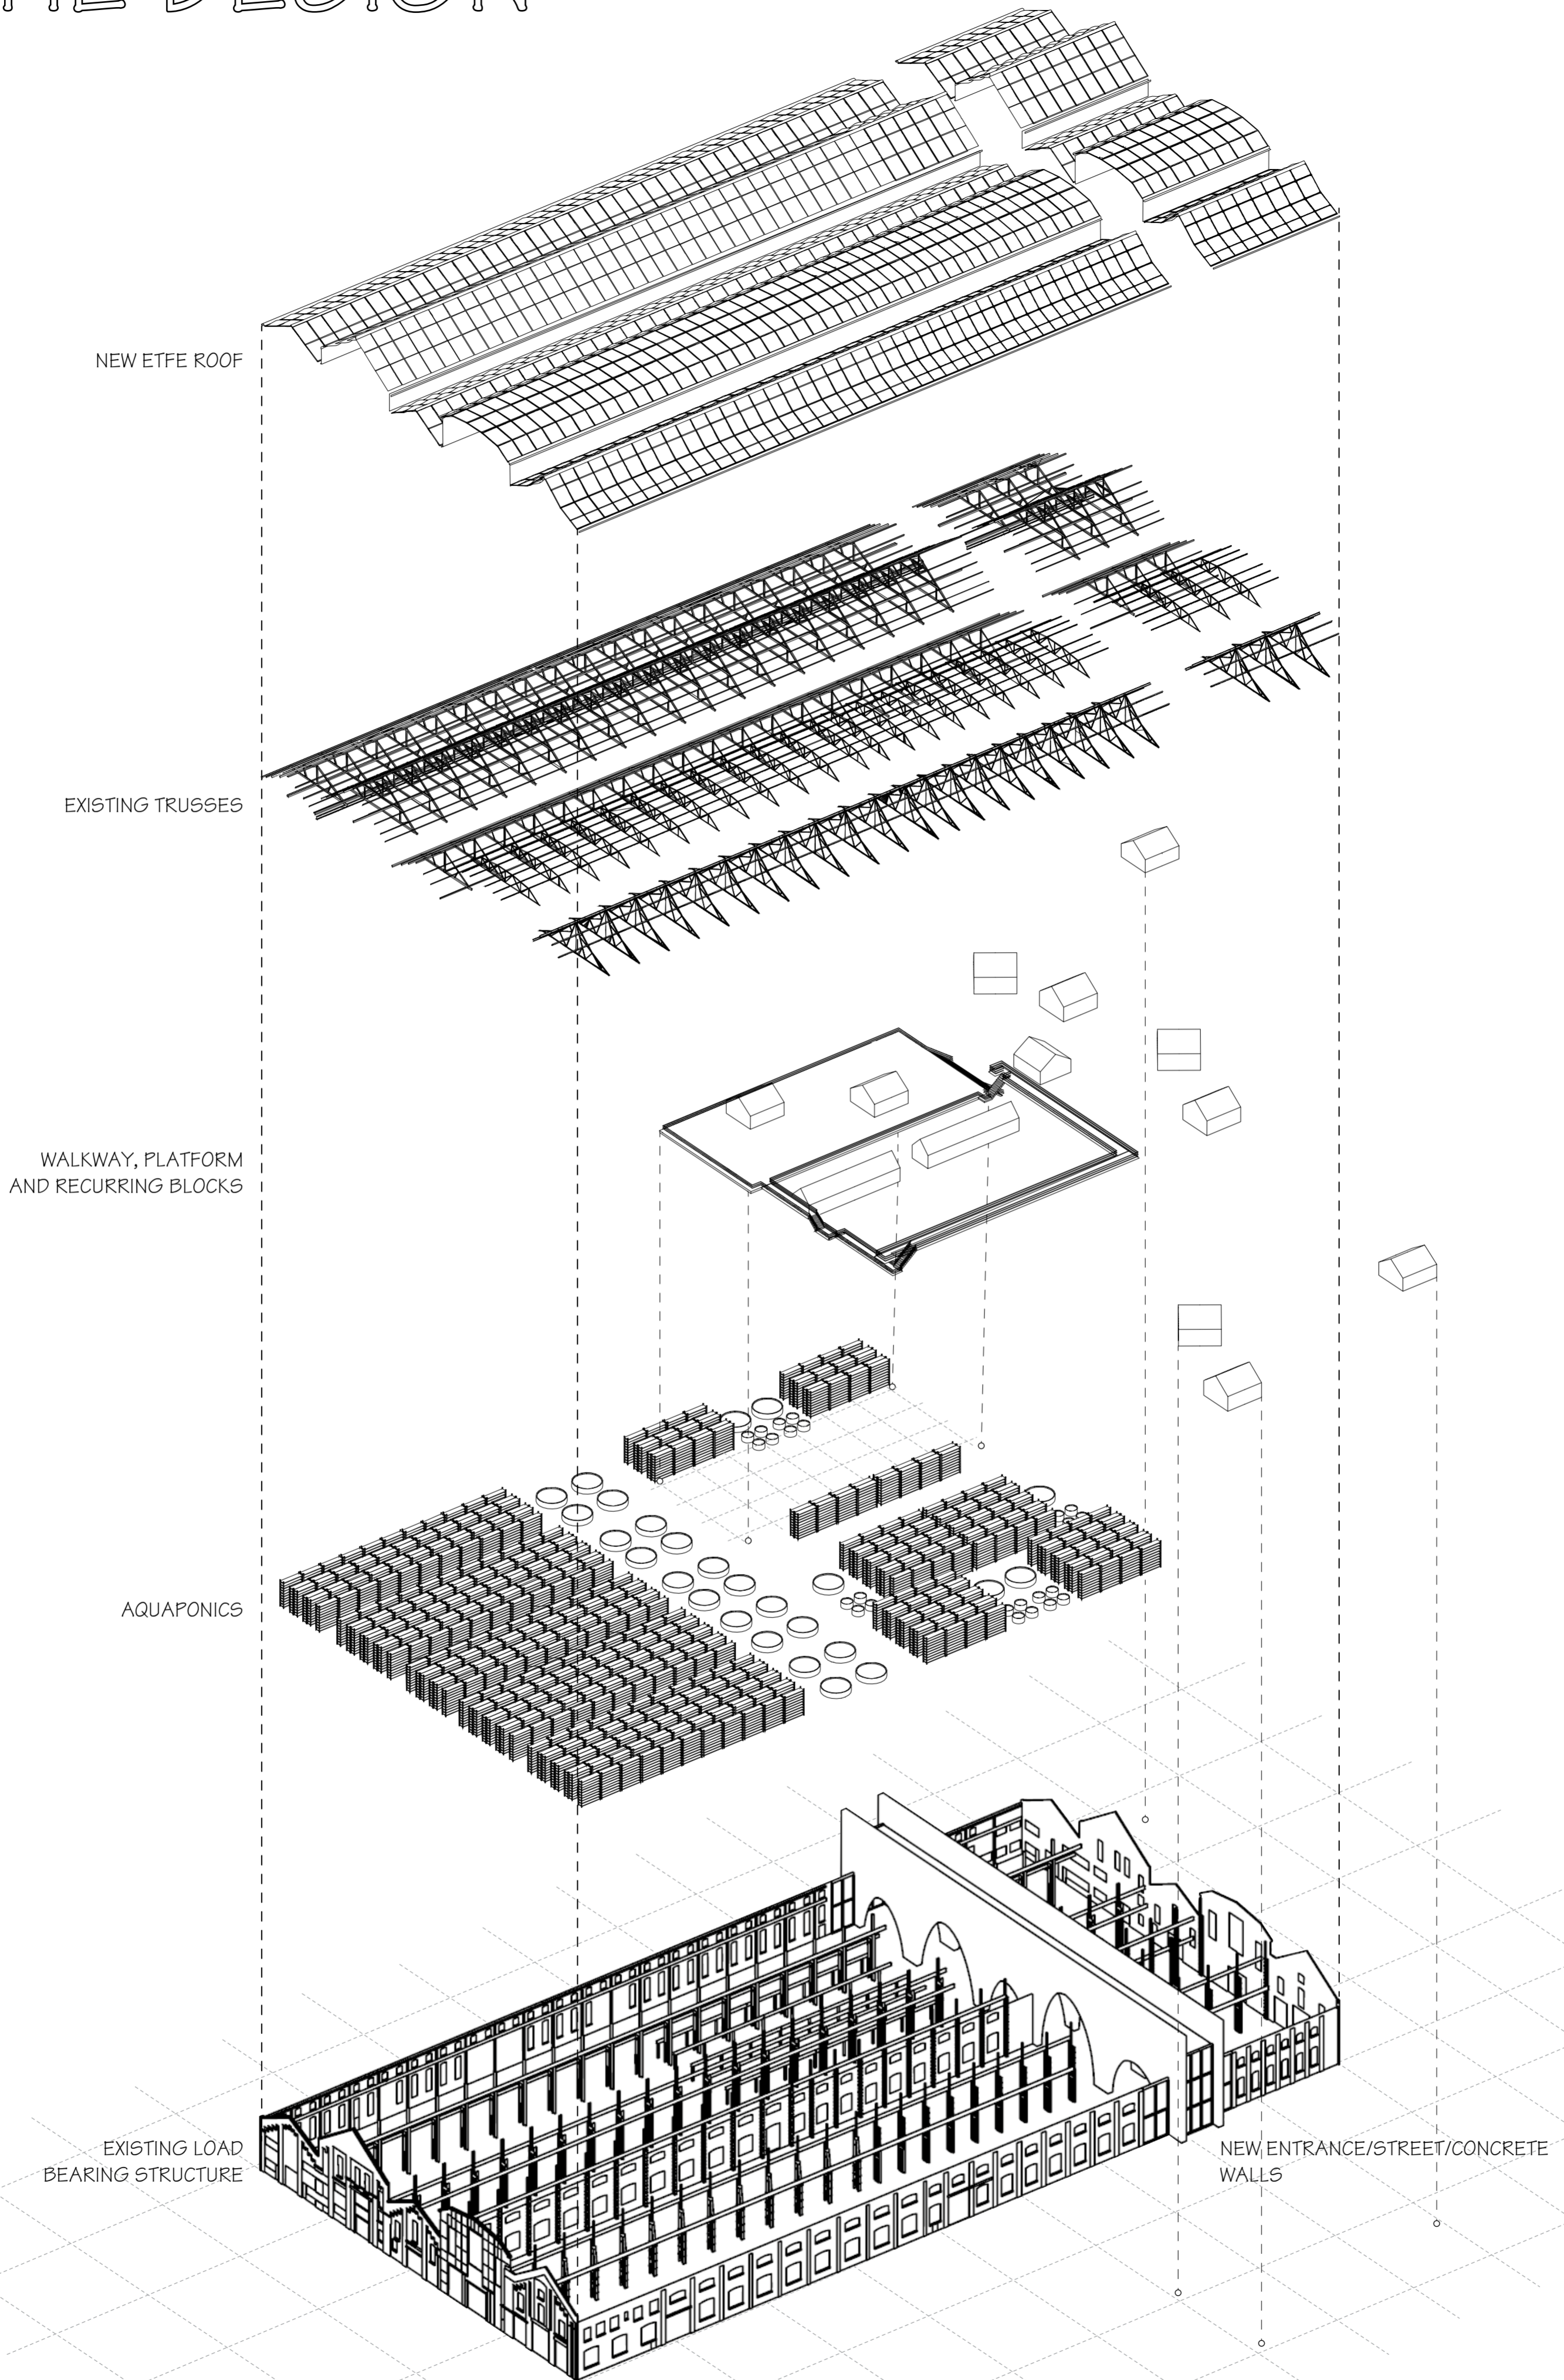 DESIGN
NEW ETFE ROOF
EXISTING TRUSSES
WALKWAY, PLATFORM
AND RECURRING BLOCKS
AQUAPONICS
EXISTING LOAD
BEARING STRUCTURE
NEW ENTRANCE/STREET/CONCRETE
WALLS